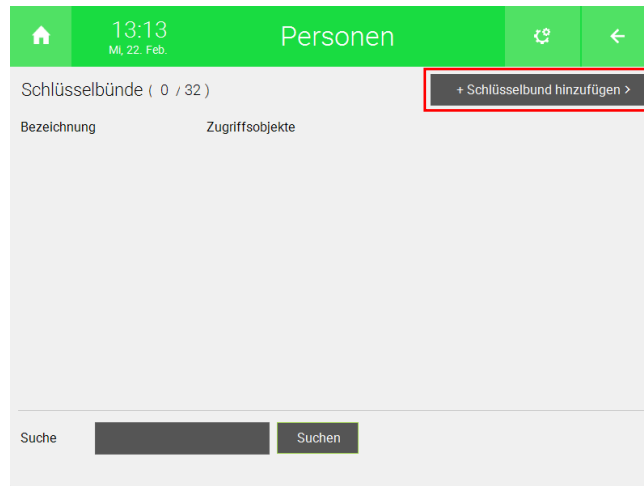 13:13
Mi, 22. Feb.
Personen
Schlüsselbünde ( 0 / 32 )
+ Schlüsselbund hinzufügen >
Bezeichnung Zugriffsobjekte
Suche Suchen